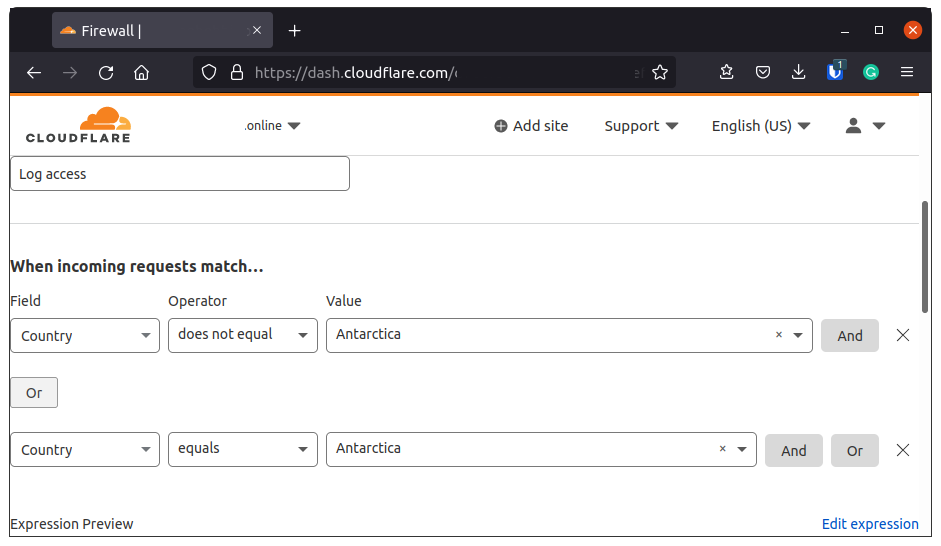 Firewall |
1
https://dash.cloudflare.com/
CLOUDFLARE
.online
Add site
Support
English (US)
Log access
When incoming requests match...
Field Operator Value
Country does not equal Antarctica × And
Or
Country equals Antarctica × And Or
Expression Preview Edit expression